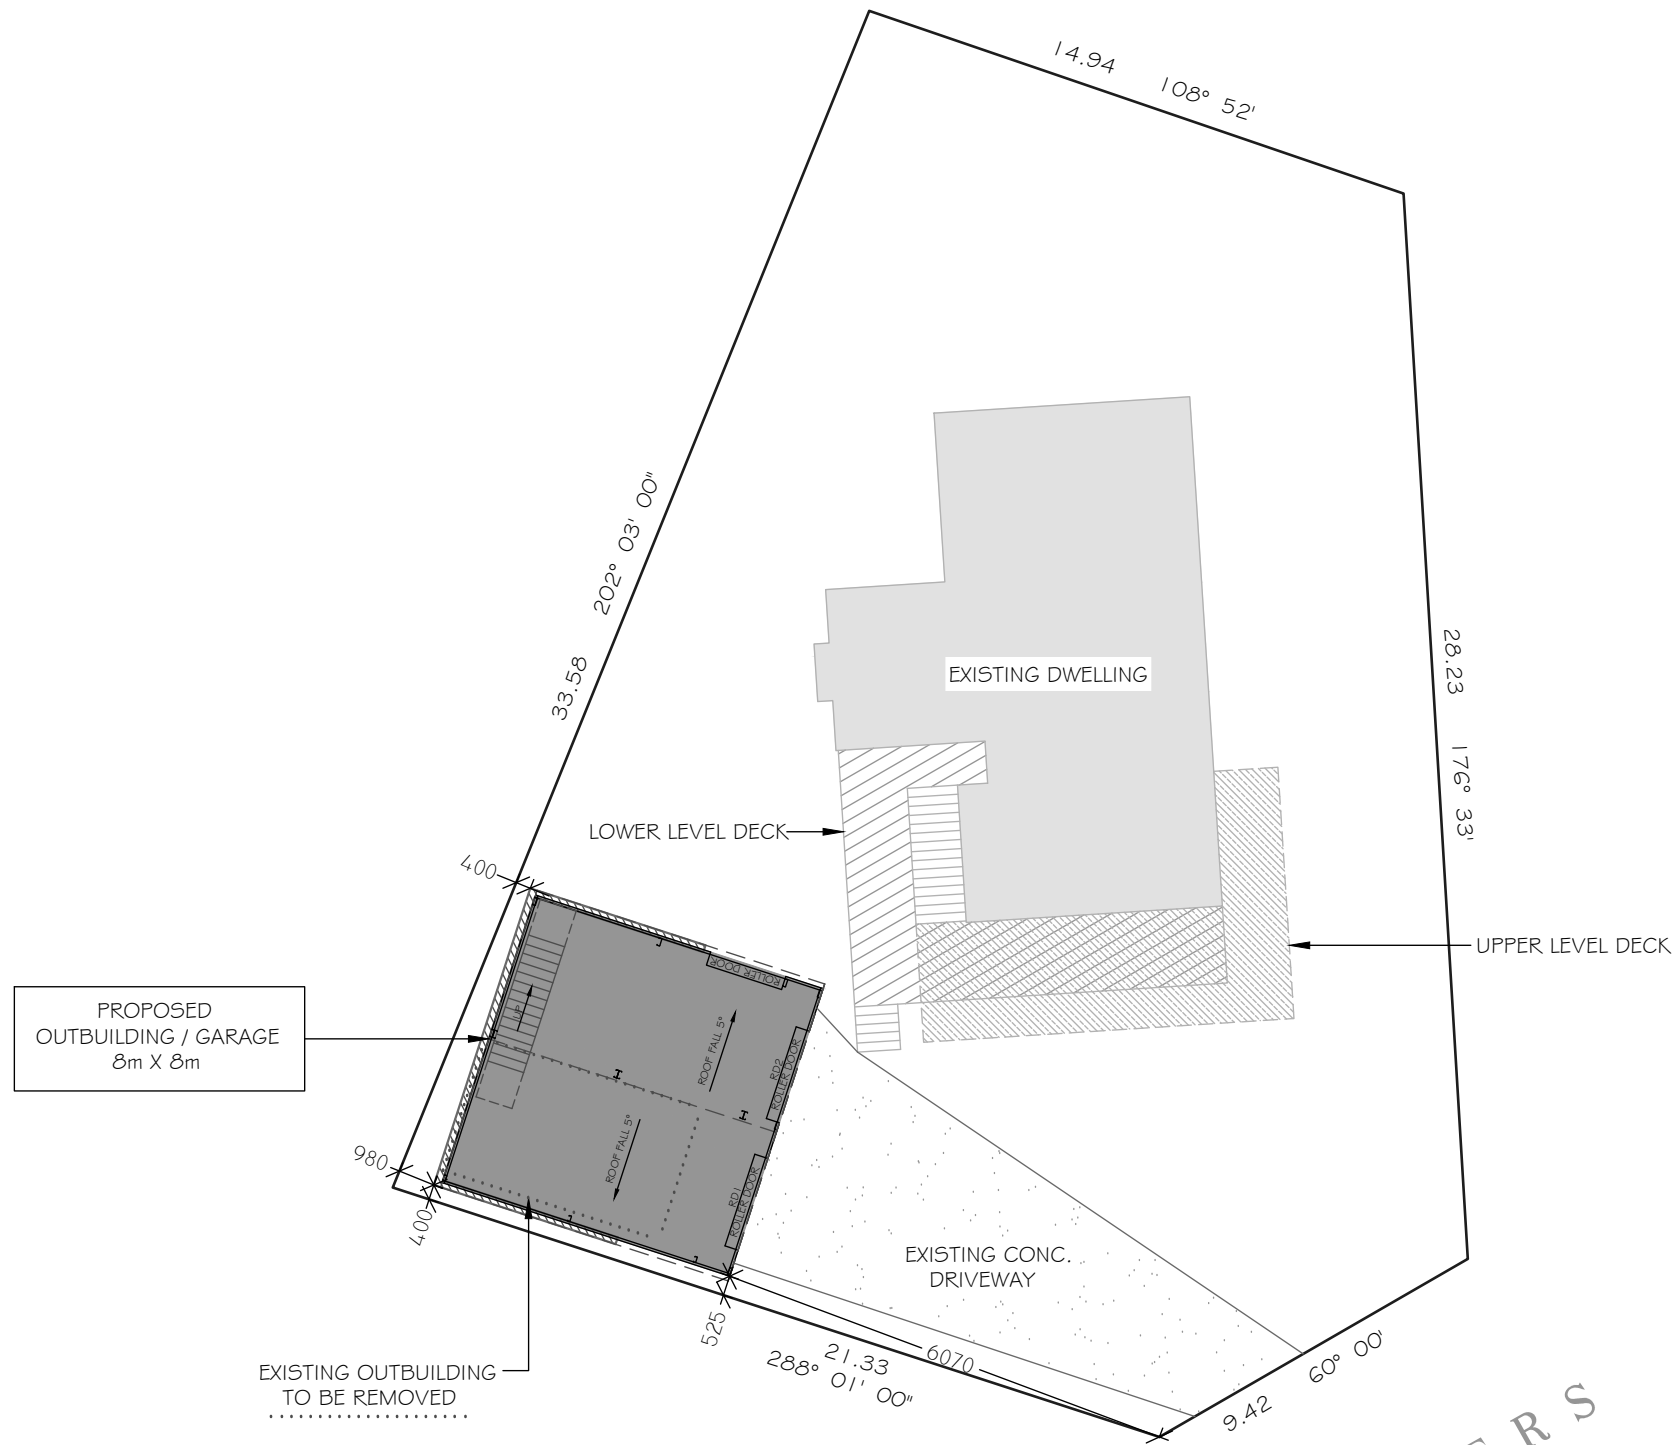 14.94 108° 52'
33.58 202° 03' 00"
28.23 176° 33'
EXISTING DWELLING
LOWER LEVEL DECK
UPPER LEVEL DECK
400
PROPOSED
OUTBUILDING / GARAGE
8m X 8m
ROLLER DOOR
UP
ROOF FALL 5°
RD2
ROLLER DOOR
ROOF FALL 5°
RD1
ROLLER DOOR
980
400
EXISTING CONC.
DRIVEWAY
525
6070
21.33
288° 01' 00"
9.42 60° 00'
EXISTING OUTBUILDING
TO BE REMOVED
E R S